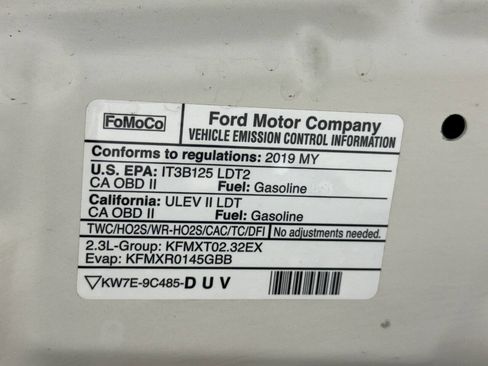 FoMoCo
Ford Motor Company
VEHICLE EMISSION CONTROL INFORMATION
Conforms to regulations: 2019 MY
U.S. EPA: IT3B125 LDT2
CA OBD II Fuel: Gasoline
California: ULEV II LDT
CA OBD II Fuel: Gasoline
TWC/HO2S/WR-HO2S/CAC/TC/DFI No adjustments needed.
2.3L-Group: KFMXT02.32EX
Evap: KFMXR0145GBB
KW7E-9C485-D U V